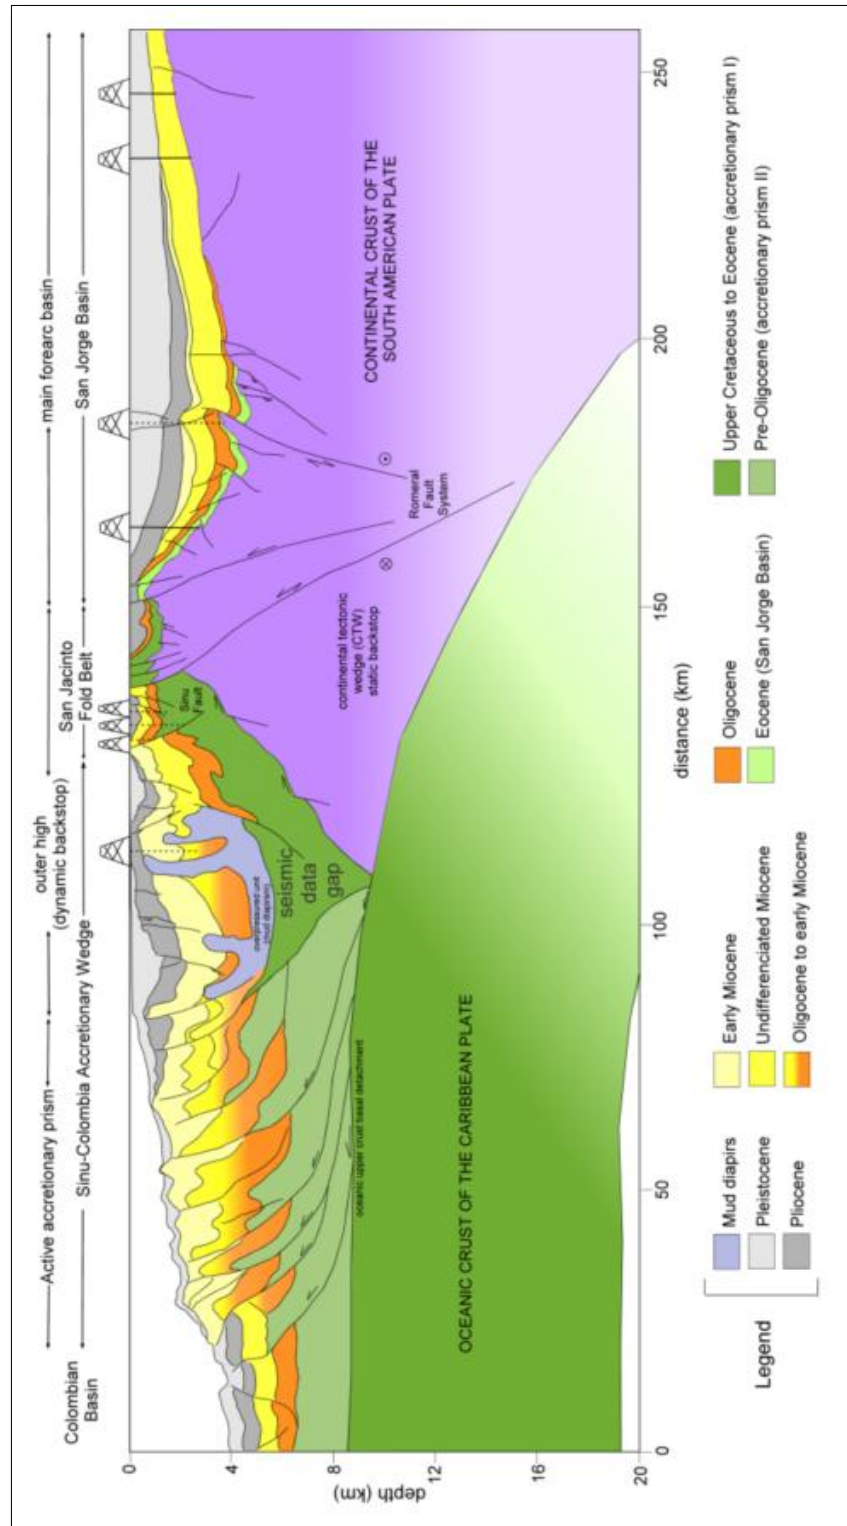 main forearc basin
outer high
(dynamic backstop)
Active accretionary prism
San Jorge Basin
San Jacinto
Fold Belt
Sinu-Colombia Accretionary Wedge
Colombian
Basin
0
4
8
12
16
20
depth (km)
Sinu
Fault
overpressured unit
(mud diapirism)
seismic
data
gap
oceanic upper crust basal detachment
OCEANIC CRUST OF THE CARIBBEAN PLATE
continental tectonic
wedge (CTW)
static backstop
Romeral
Fault
System
CONTINENTAL CRUST OF THE
SOUTH AMERICAN PLATE
0
50
100
150
200
250
distance (km)
Legend
Mud diapirs
Pleistocene
Pliocene
Early Miocene
Undifferenciated Miocene
Oligocene to early Miocene
Oligocene
Eocene (San Jorge Basin)
Upper Cretaceous to Eocene (accretionary prism I)
Pre-Oligocene (accretionary prism II)